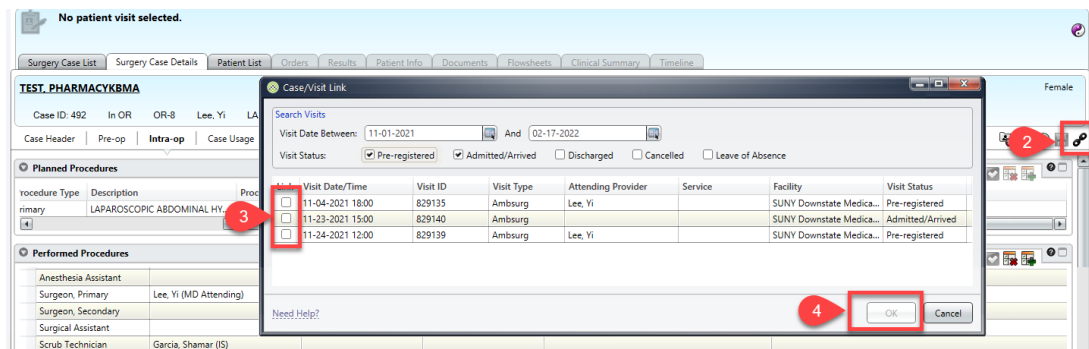 No patient visit selected.
Surgery Case List Surgery Case Details Patient List Orders Results Patient Info Documents Flowsheets Clinical Summary Timeline
TEST, PHARMACYKBMA
Female
Case ID: 492 In OR OR-8 Lee, Yi LA
Case Header Pre-op Intra-op Case Usage
2
Case/Visit Link
Search Visits
Visit Date Between: 11-01-2021 And 02-17-2022
Visit Status: Pre-registered Admitted/Arrived Discharged Cancelled Leave of Absence
Link Visit Date/Time Visit ID Visit Type Attending Provider Service Facility Visit Status
11-04-2021 18:00 829135 Ambsurg Lee, Yi SUNY Downstate Medica... Pre-registered
11-23-2021 15:00 829140 Ambsurg SUNY Downstate Medica... Admitted/Arrived
11-24-2021 12:00 829139 Ambsurg Lee, Yi SUNY Downstate Medica... Pre-registered
3
Need Help?
4
OK Cancel
Planned Procedures
rocedure Type Description Proc
rimary LAPAROSCOPIC ABDOMINAL HY...
Performed Procedures
Anesthesia Assistant
Surgeon, Primary Lee, Yi (MD Attending)
Surgeon, Secondary
Surgical Assistant
Scrub Technician Garcia, Shamar (IS)